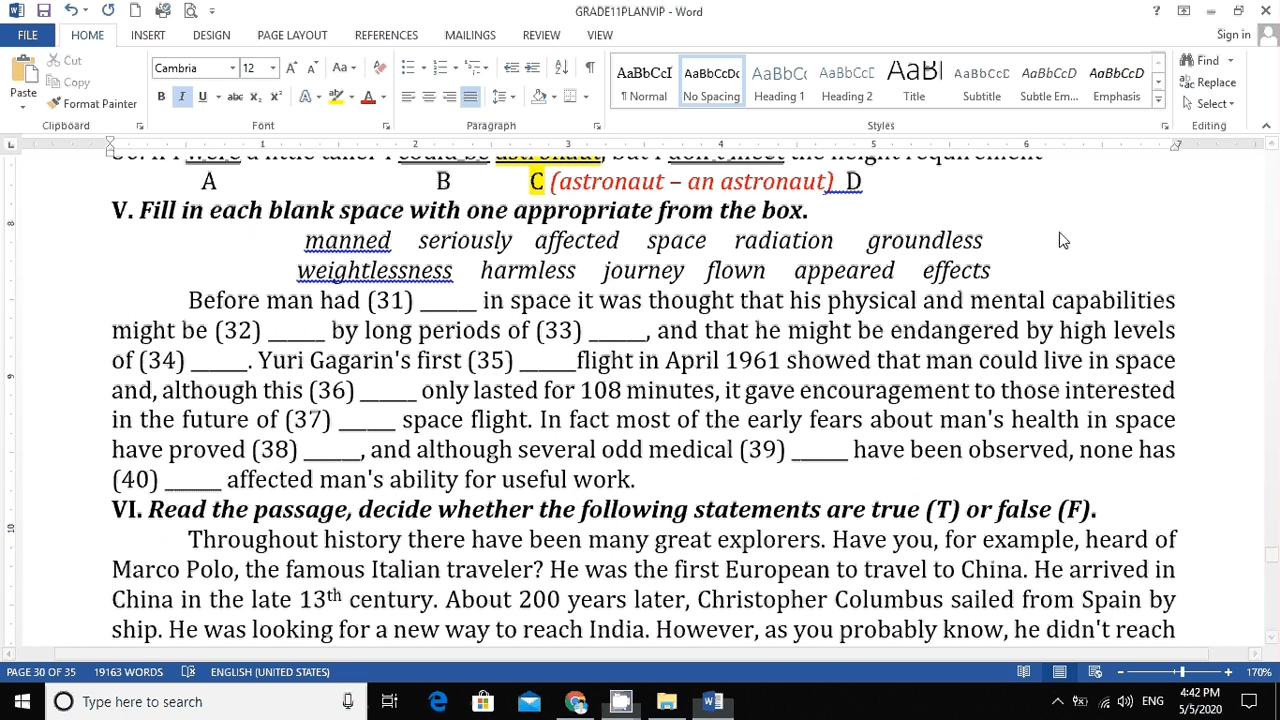 GRADE11PLANVIP - Word
FILE HOME INSERT DESIGN PAGE LAYOUT REFERENCES MAILINGS REVIEW VIEW Sign in
Cut
Copy
Format Painter
Paste
Cambria 12
AaBbCcI AaBbCcDc AaBbCc AaBbCcC AaBl AaBbCcD AaBbCcD AaBbCcDc
¶ Normal No Spacing Heading 1 Heading 2 Title Subtitle Subtle Em... Emphasis
Find
Replace
Select
Clipboard Font Paragraph Styles Editing
1 2 3 4 5 6 7
A B C (astronaut – an astronaut) D
V. Fill in each blank space with one appropriate from the box.
manned seriously affected space radiation groundless
weightlessness harmless journey flown appeared effects
Before man had (31) _____ in space it was thought that his physical and mental capabilities
might be (32) _____ by long periods of (33) _____, and that he might be endangered by high levels
of (34) _____. Yuri Gagarin's first (35) _____flight in April 1961 showed that man could live in space
and, although this (36) _____ only lasted for 108 minutes, it gave encouragement to those interested
in the future of (37) _____ space flight. In fact most of the early fears about man's health in space
have proved (38) _____, and although several odd medical (39) _____ have been observed, none has
(40) _____ affected man's ability for useful work.
VI. Read the passage, decide whether the following statements are true (T) or false (F).
Throughout history there have been many great explorers. Have you, for example, heard of
Marco Polo, the famous Italian traveler? He was the first European to travel to China. He arrived in
China in the late 13th century. About 200 years later, Christopher Columbus sailed from Spain by
ship. He was looking for a new way to reach India. However, as you probably know, he didn't reach
PAGE 30 OF 35 19163 WORDS ENGLISH (UNITED STATES) 170%
Type here to search
ENG
4:42 PM
5/5/2020